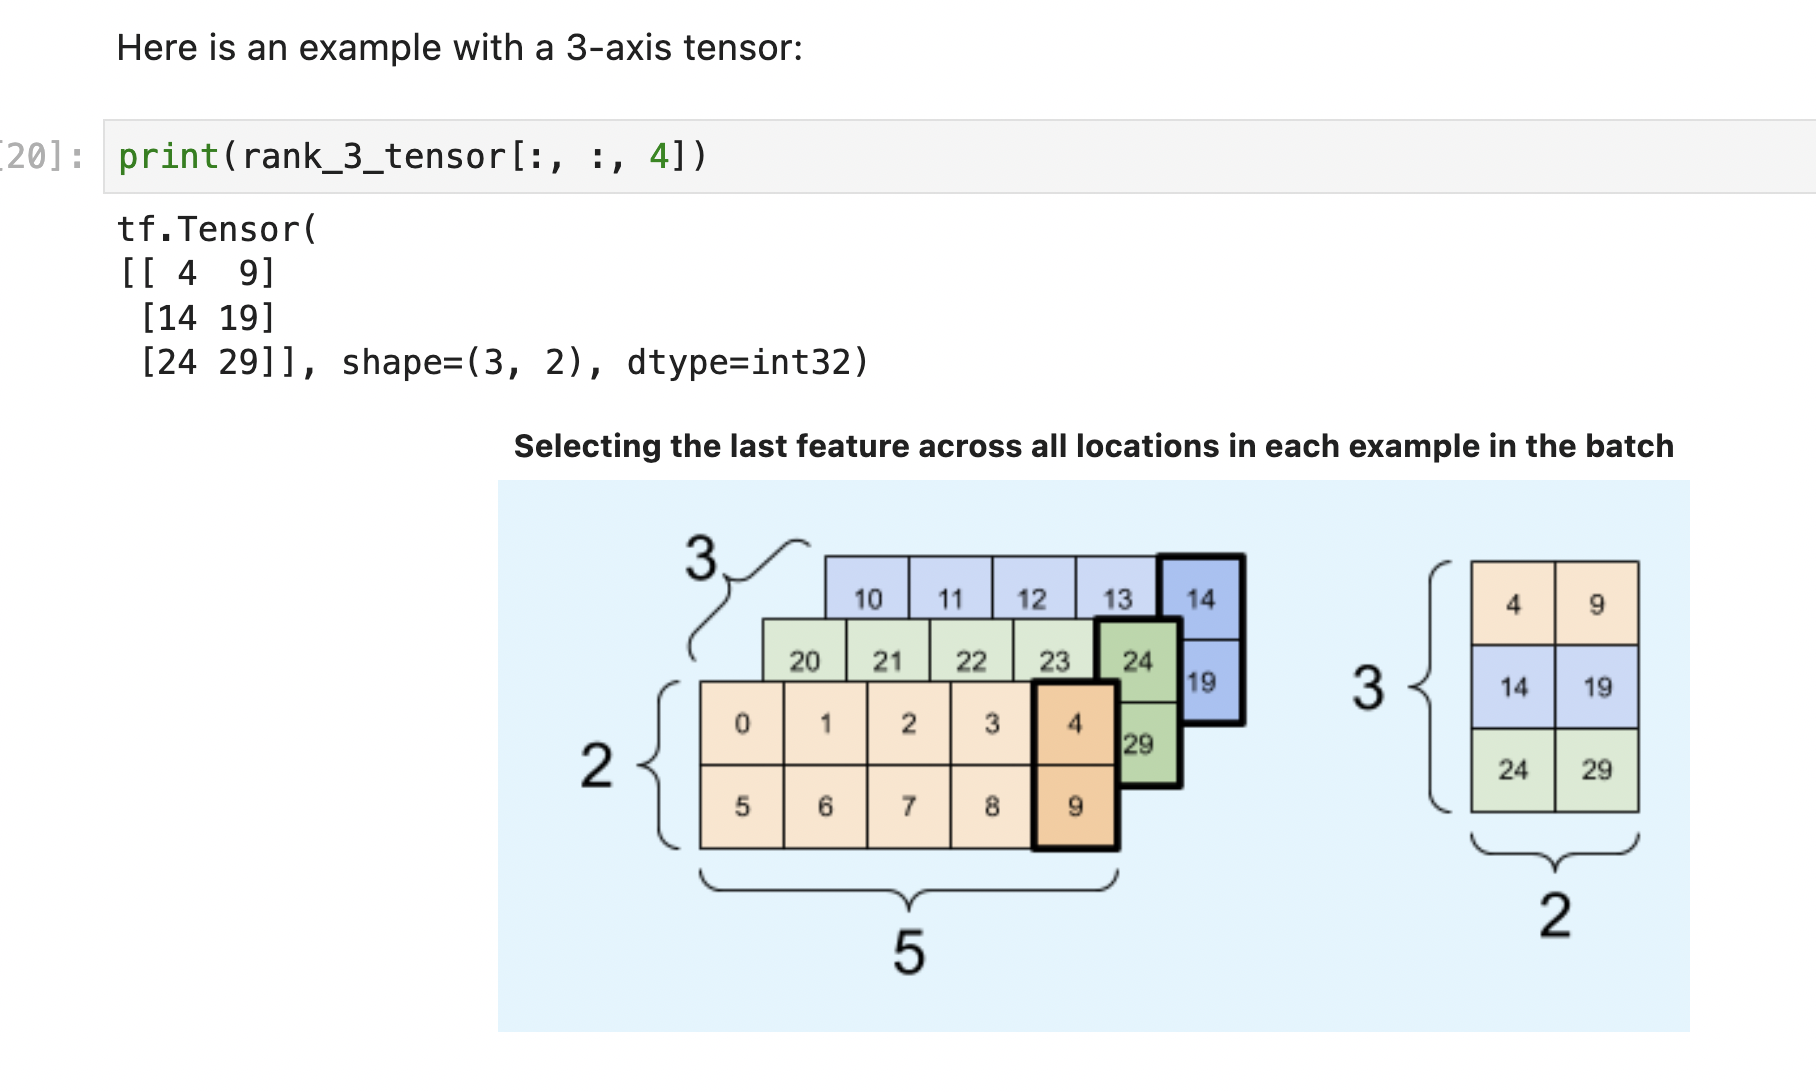 Here is an example with a 3-axis tensor:
[20]: print(rank_3_tensor[:, :, 4])
tf.Tensor(
[[ 4  9]
 [14 19]
 [24 29]], shape=(3, 2), dtype=int32)
Selecting the last feature across all locations in each example in the batch
3
10 11 12 13 14
20 21 22 23 24
19
2
0 1 2 3 4
29
5 6 7 8 9
5
3
4 9
14 19
24 29
2